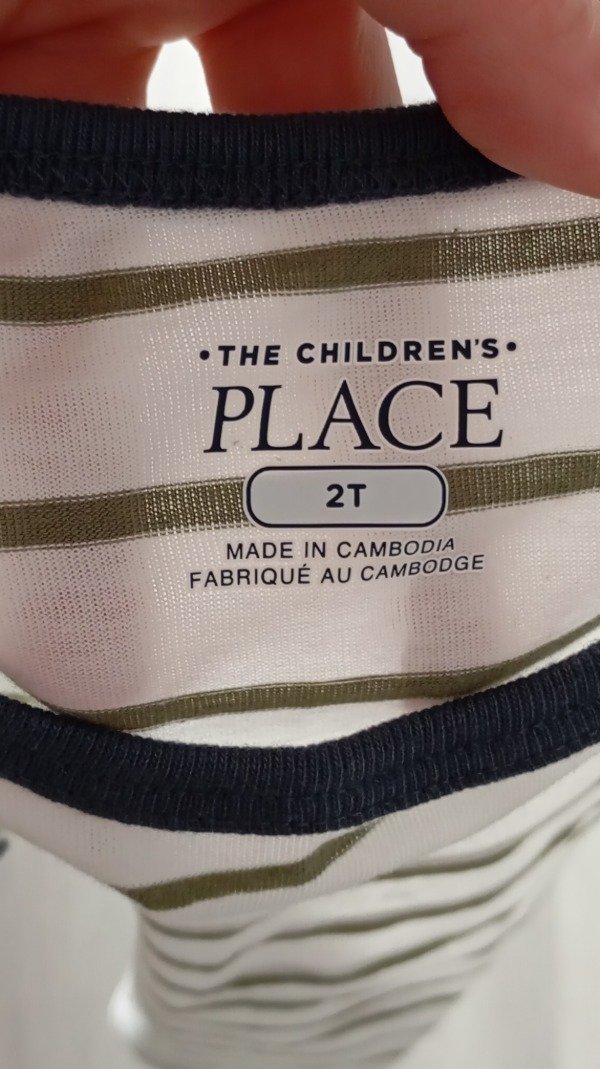 •THE CHILDREN'S•
PLACE
2T
MADE IN CAMBODIA
FABRIQUÉ AU CAMBODGE